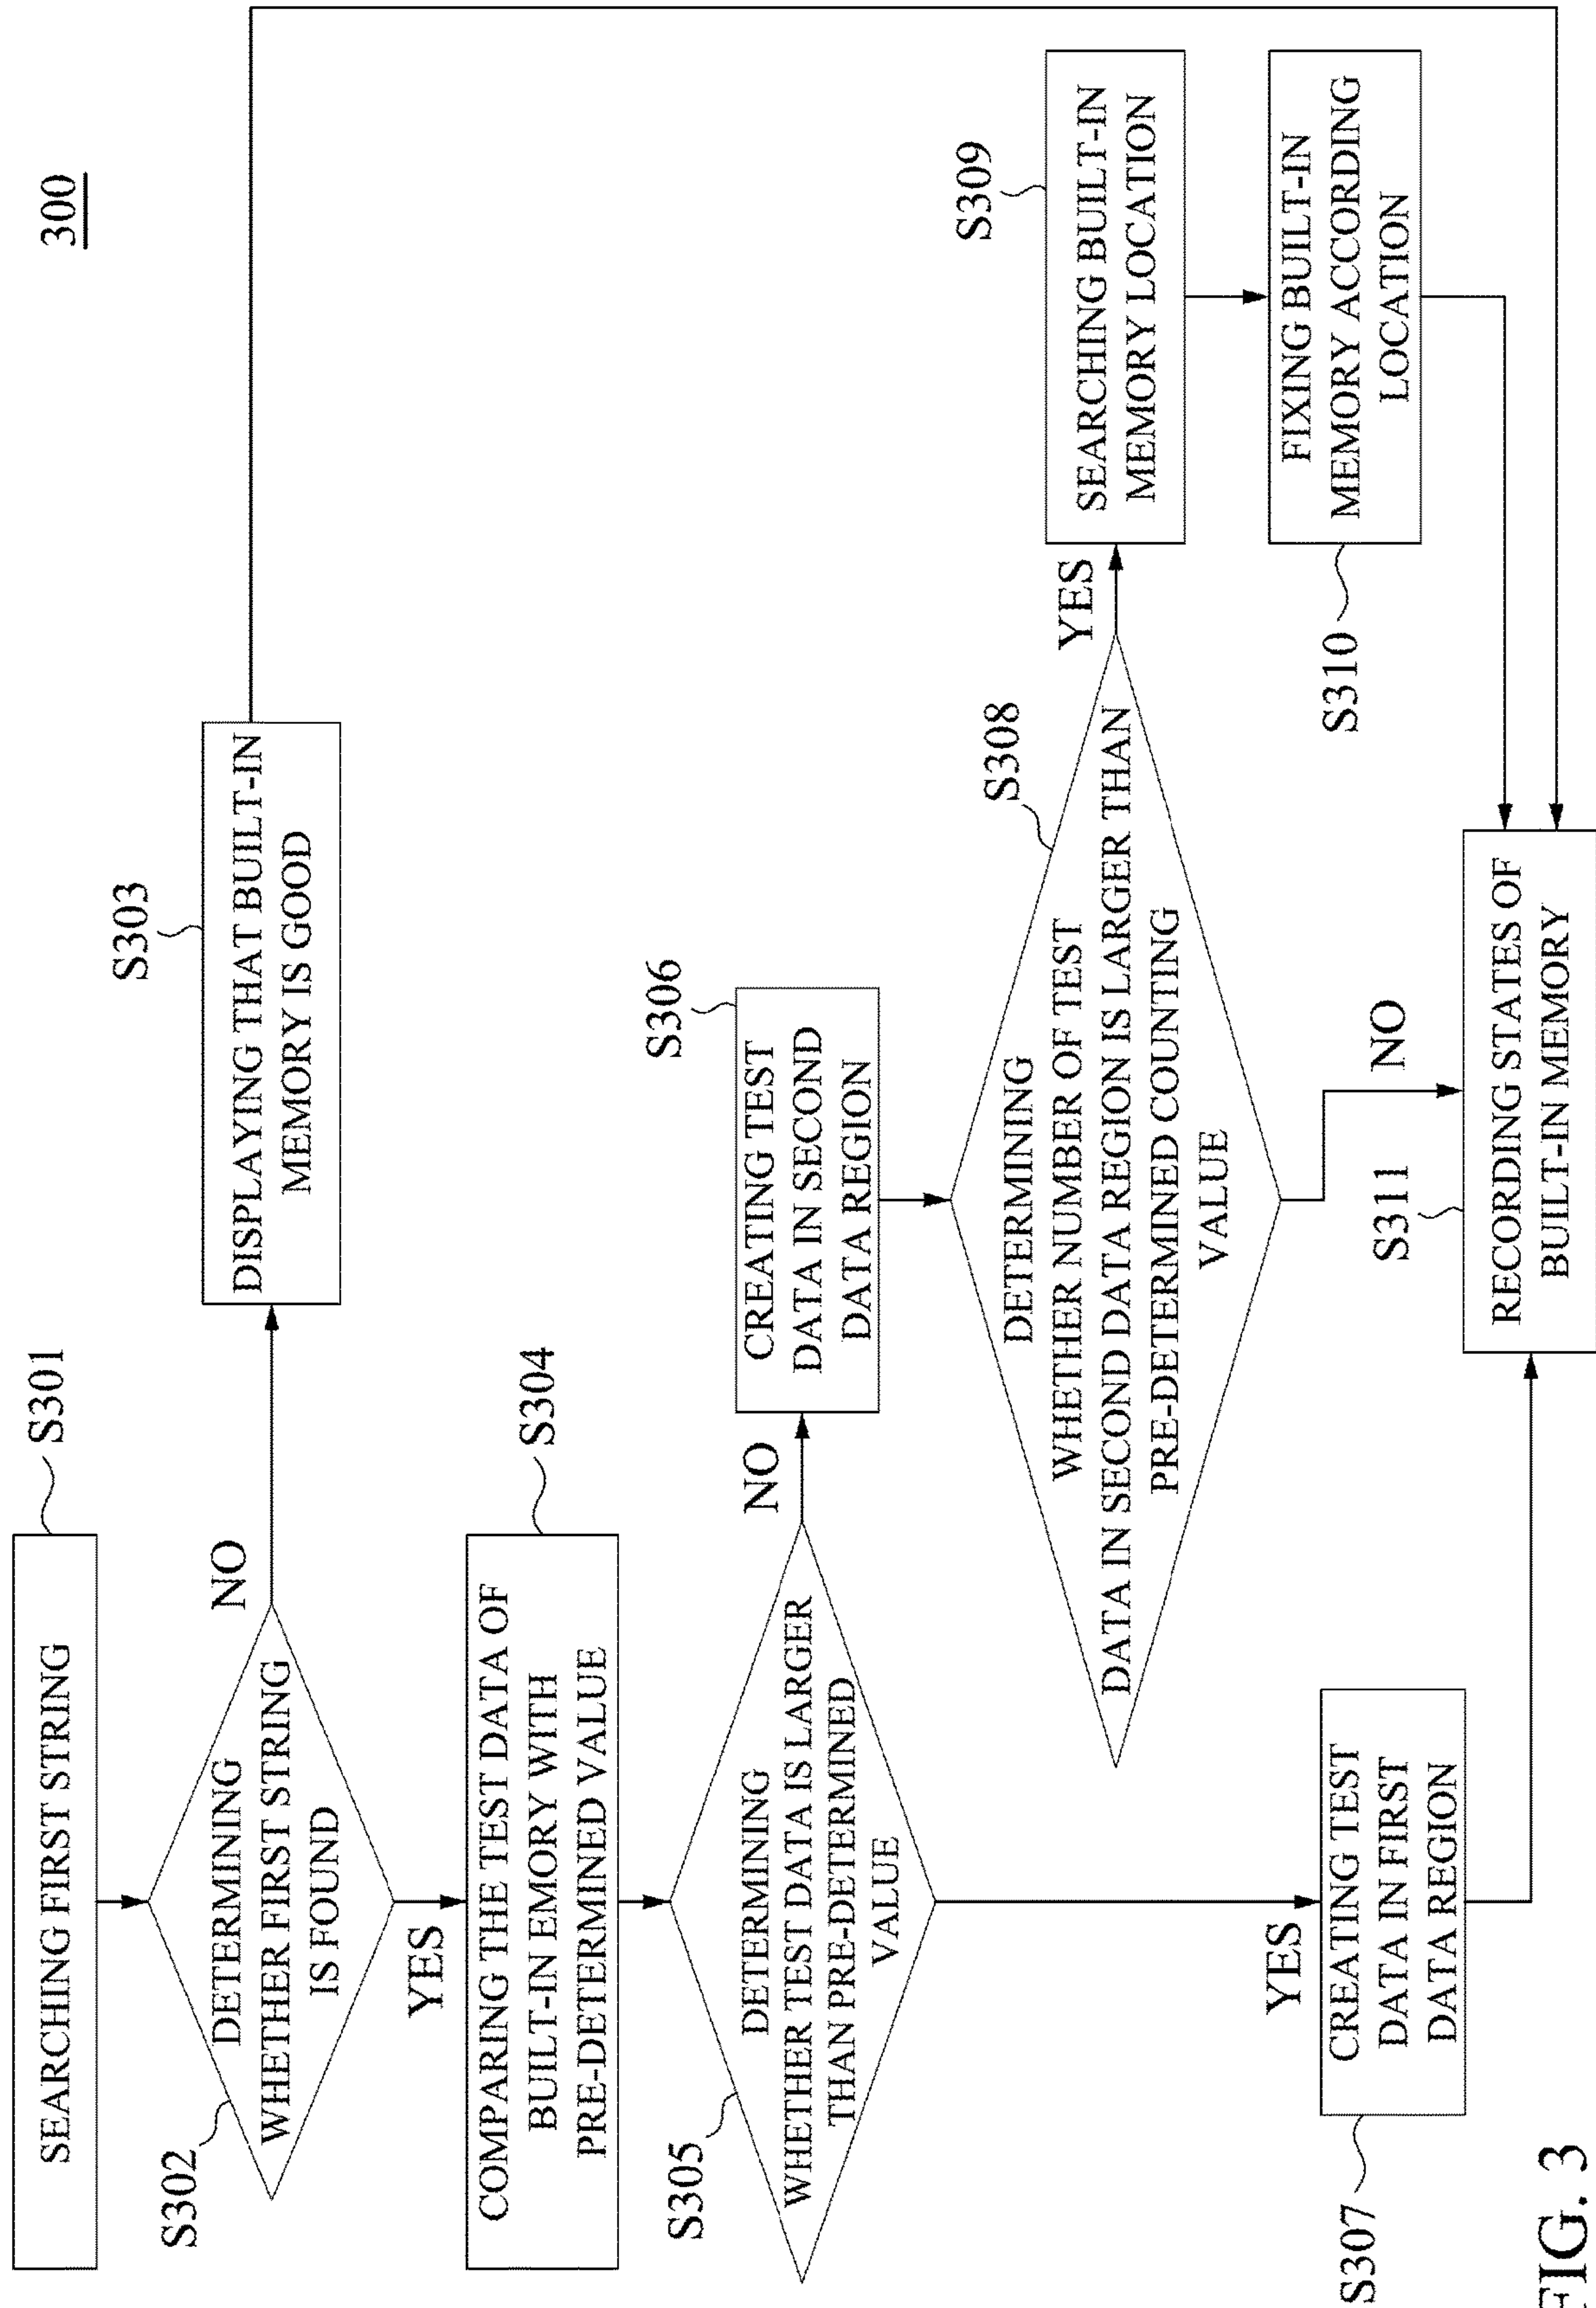 300
SEARCHING FIRST STRING
S301
DETERMINING
WHETHER FIRST STRING
IS FOUND
S302
NO
YES
DISPLAYING THAT BUILT-IN
MEMORY IS GOOD
S303
COMPARING THE TEST DATA OF
BUILT-IN EMORY WITH
PRE-DETERMINED VALUE
S304
DETERMINING
WHETHER TEST DATA IS LARGER
THAN PRE-DETERMINED
VALUE
S305
NO
YES
CREATING TEST
DATA IN SECOND
DATA REGION
S306
CREATING TEST
DATA IN FIRST
DATA REGION
S307
DETERMINING
WHETHER NUMBER OF TEST
DATA IN SECOND DATA REGION IS LARGER THAN
PRE-DETERMINED COUNTING
VALUE
S308
YES
NO
SEARCHING BUILT-IN
MEMORY LOCATION
S309
FIXING BUILT-IN
MEMORY ACCORDING
LOCATION
S310
RECORDING STATES OF
BUILT-IN MEMORY
S311
FIG. 3